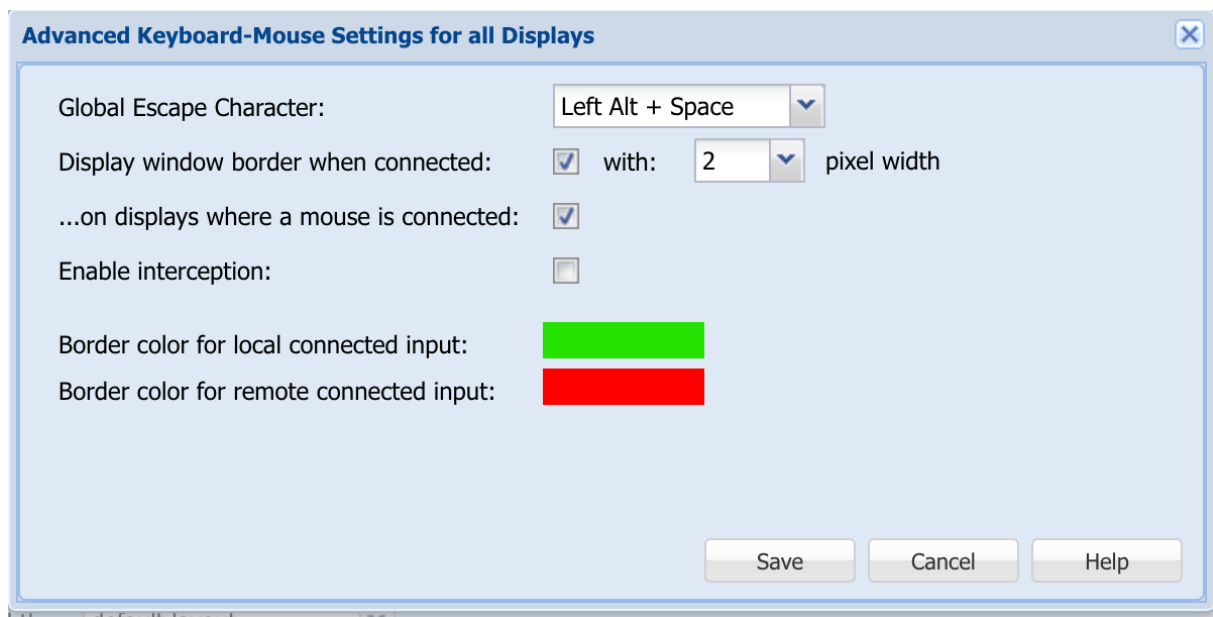 Advanced Keyboard-Mouse Settings for all Displays
Global Escape Character: Left Alt + Space
Display window border when connected: with: 2 pixel width
...on displays where a mouse is connected:
Enable interception:
Border color for local connected input:
Border color for remote connected input:
Save Cancel Help